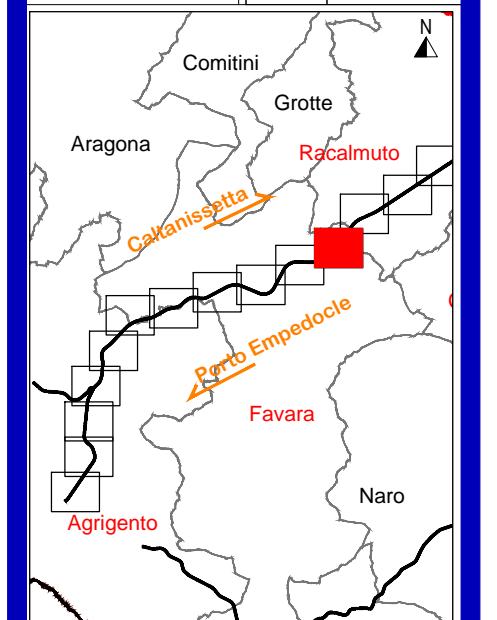 N
Comitini
Grotte
Aragona
Racalmuto
Caltanissetta
Porto Empedocle
Favara
Naro
Agrigento